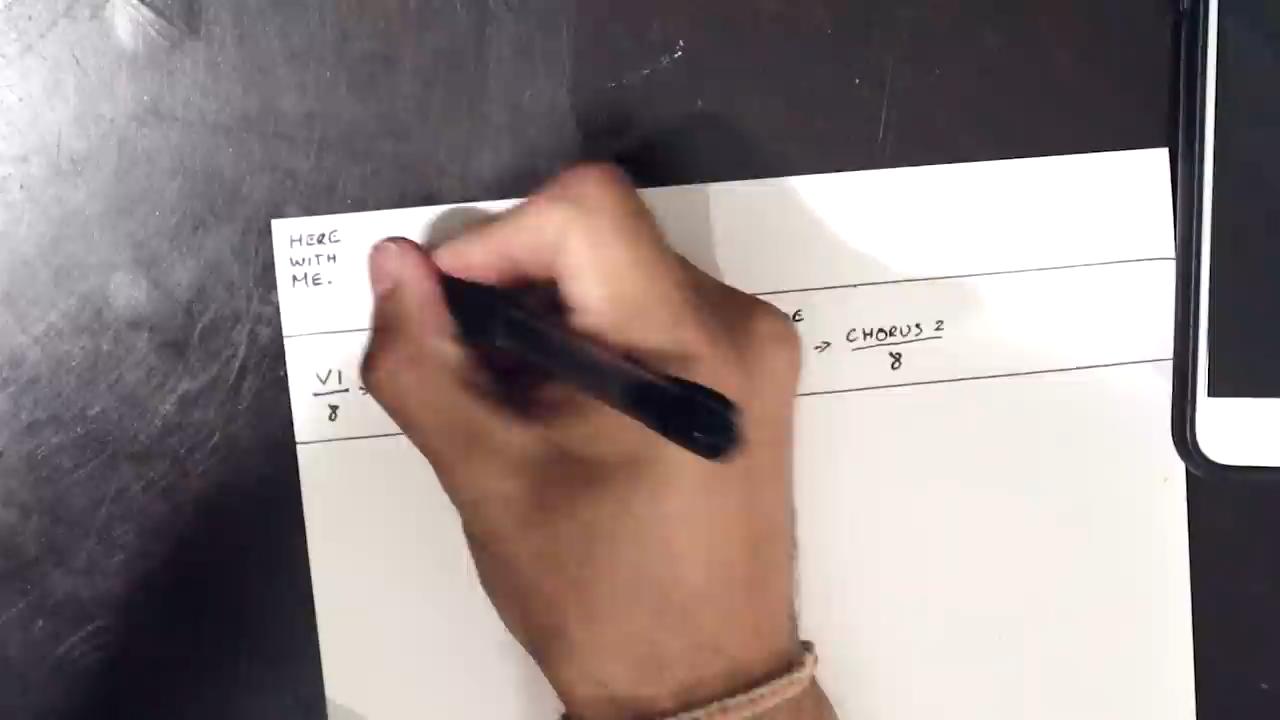 HERE
WITH
ME.
V1
8
→ CHORUS 2
8